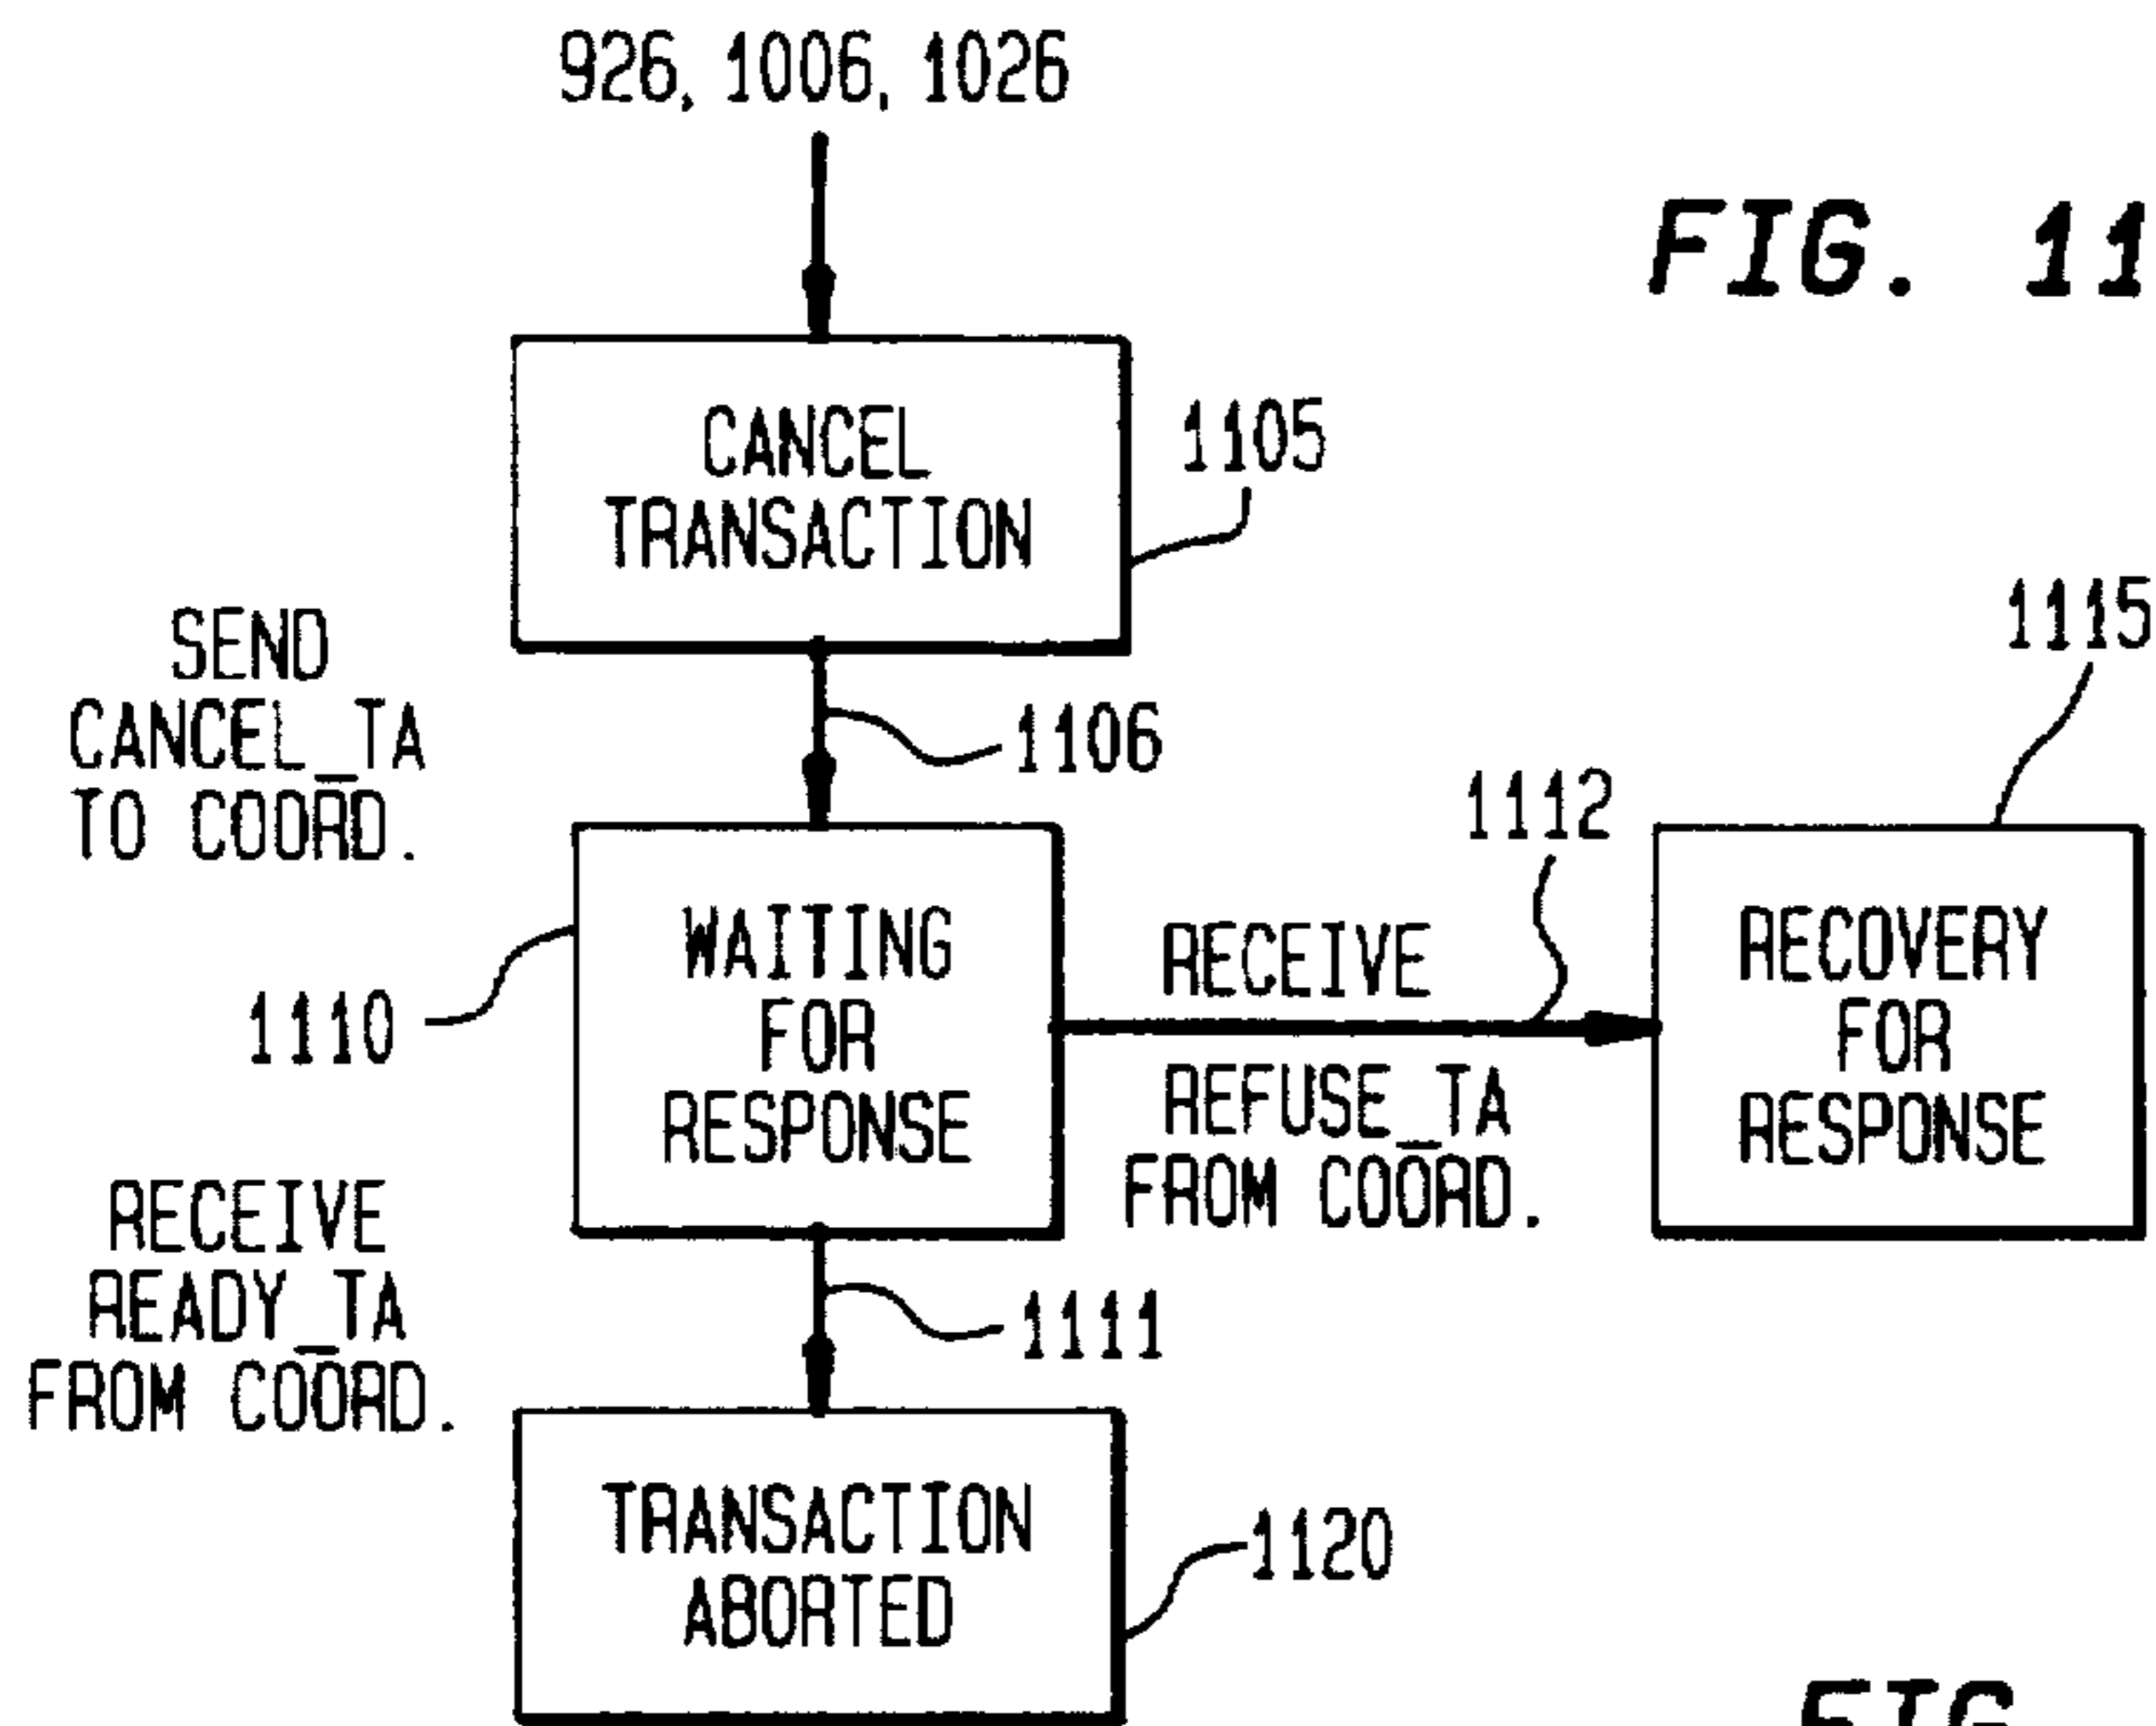 926, 1006, 1026
FIG. 11
CANCEL
TRANSACTION
1105
SEND
CANCEL_TA
TO COORD.
1106
1115
1112
WAITING
FOR
RESPONSE
1110
RECEIVE
REFUSE_TA
FROM COORD.
RECOVERY
FOR
RESPONSE
RECEIVE
READY_TA
FROM COORD.
1111
TRANSACTION
ABORTED
1120
FIG